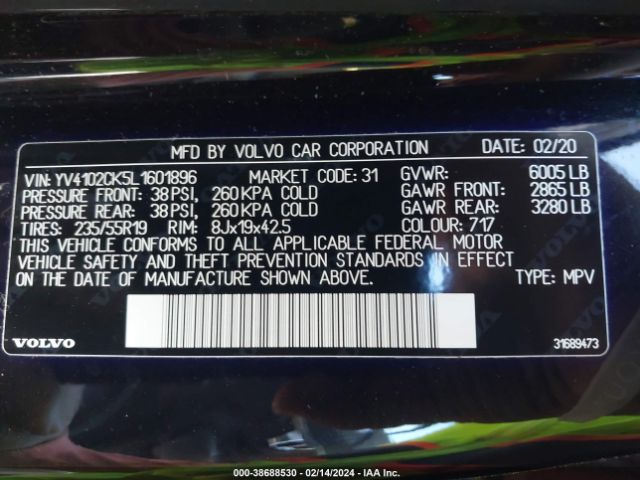 MFD BY VOLVO CAR CORPORATION DATE: 02/20
VIN: YV4102CK5L1601896 MARKET CODE: 31 GVWR: 6005 LB
PRESSURE FRONT: 38 PSI, 260 KPA COLD GAWR FRONT: 2865 LB
PRESSURE REAR: 38 PSI, 260 KPA COLD GAWR REAR: 3280 LB
TIRES: 235/55R19 RIM: 8Jx19x42.5 COLOUR: 717
THIS VEHICLE CONFORMS TO ALL APPLICABLE FEDERAL MOTOR
VEHICLE SAFETY AND THEFT PREVENTION STANDARDS IN EFFECT
ON DATE OF MANUFACTURE SHOWN ABOVE. TYPE: MPV
VOLVO 31689473
000-38688530 - 02/14/2024 - IAA Inc.